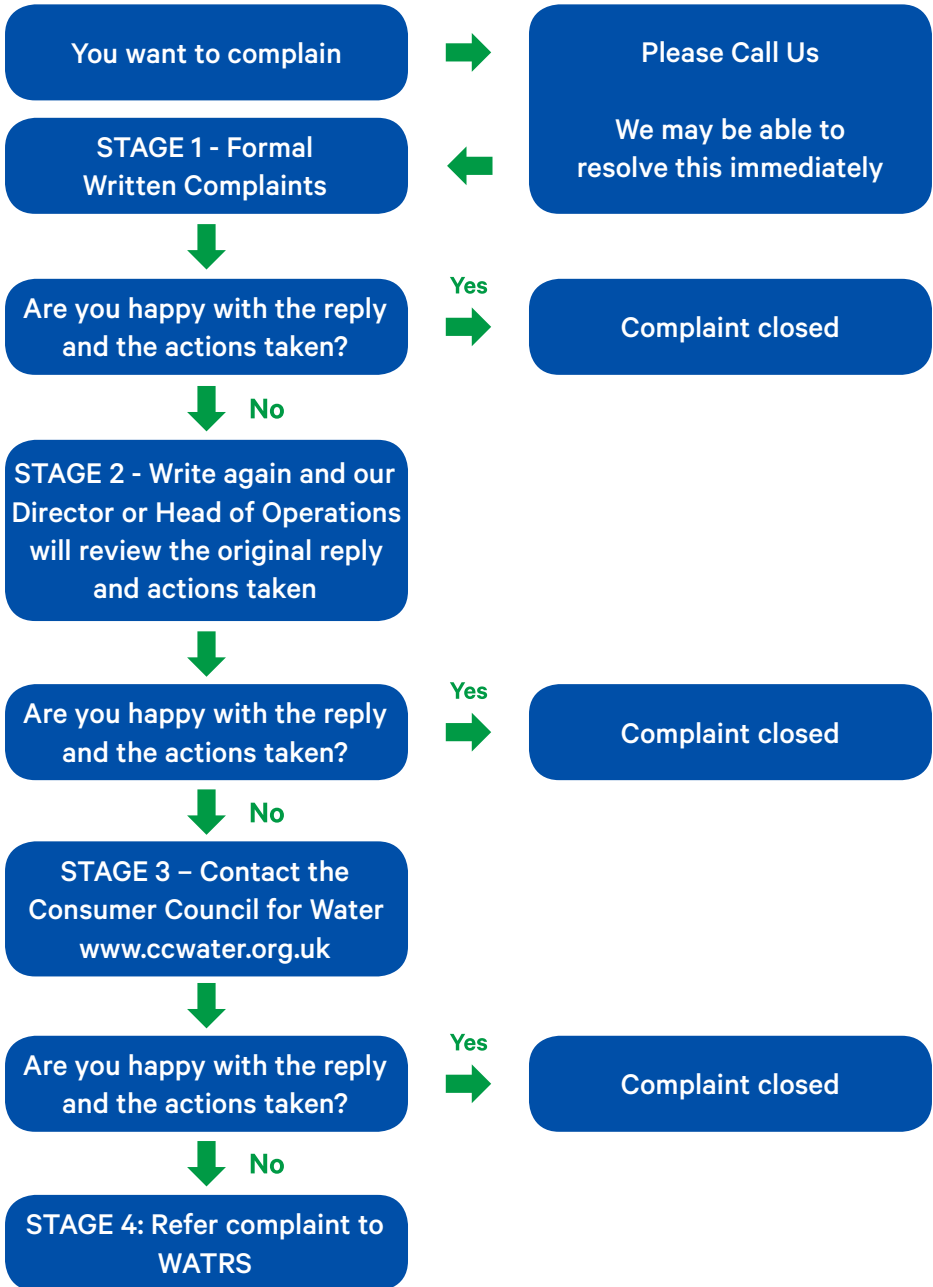 You want to complain
Please Call Us
We may be able to
resolve this immediately
STAGE 1 - Formal
Written Complaints
Are you happy with the reply
and the actions taken?
Yes
Complaint closed
No
STAGE 2 - Write again and our
Director or Head of Operations
will review the original reply
and actions taken
Are you happy with the reply
and the actions taken?
Yes
Complaint closed
No
STAGE 3 – Contact the
Consumer Council for Water
www.ccwater.org.uk
Are you happy with the reply
and the actions taken?
Yes
Complaint closed
No
STAGE 4: Refer complaint to
WATRS